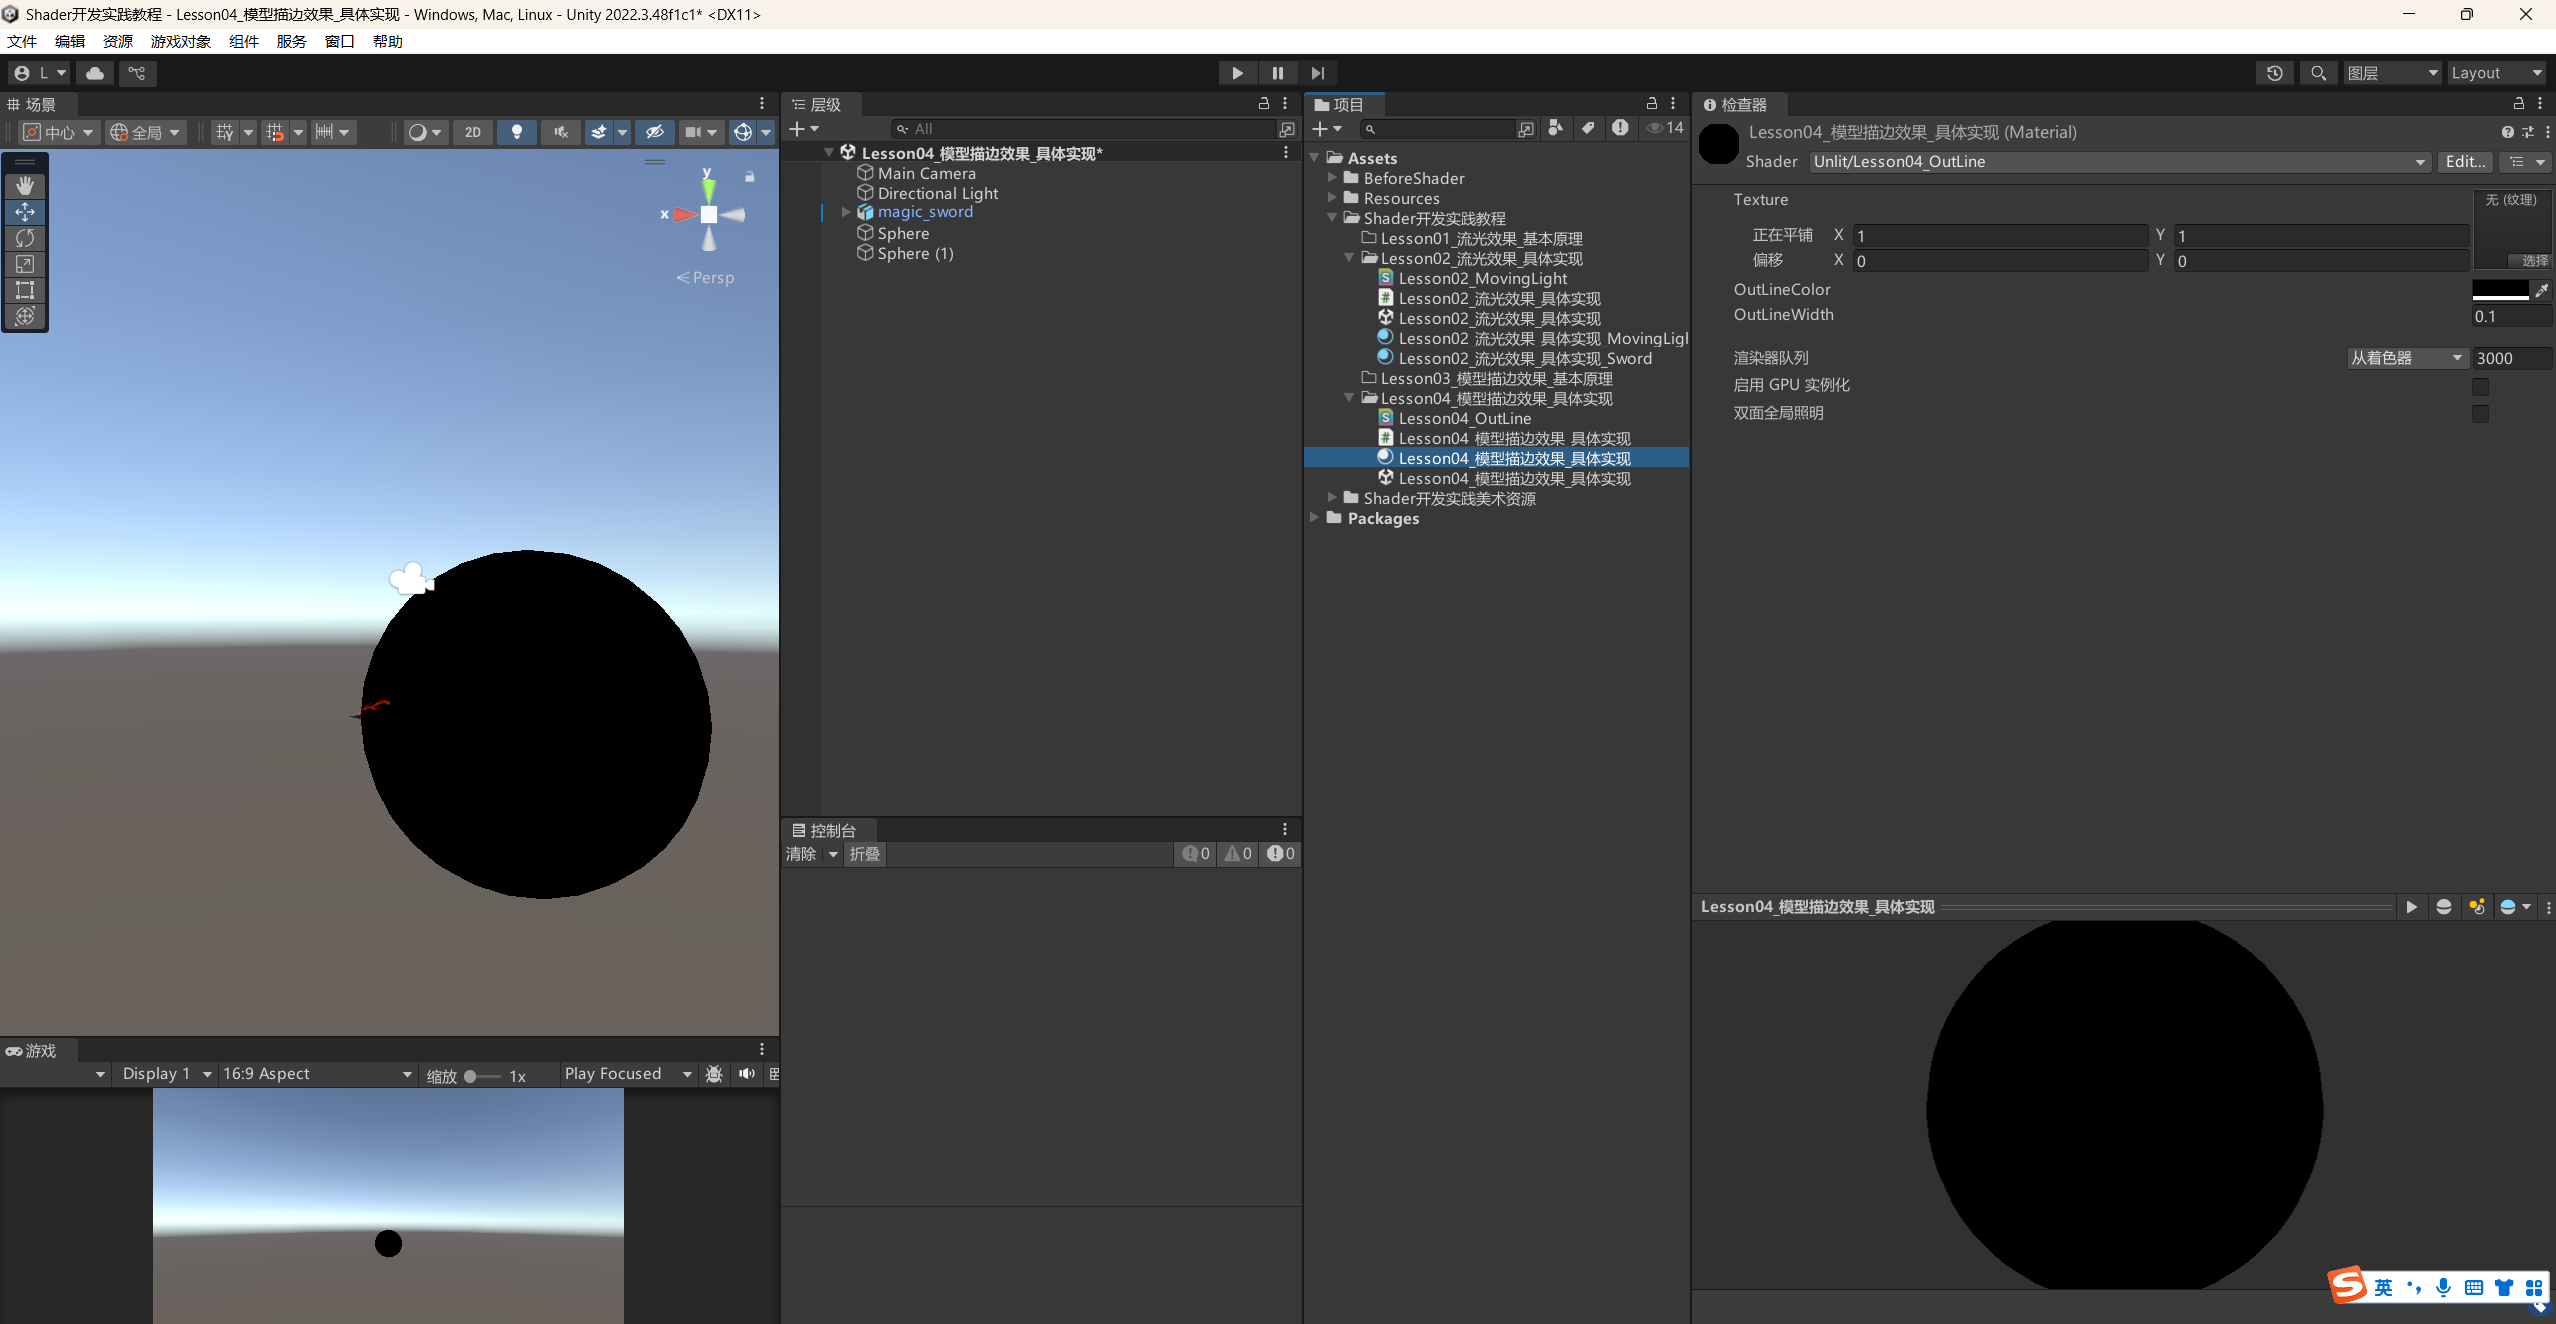 Shader开发实践教程 - Lesson04_模型描边效果_具体实现 - Windows, Mac, Linux - Unity 2022.3.48f1c1* <DX11>
文件 编辑 资源 游戏对象 组件 服务 窗口 帮助
L
图层
Layout
场景
中心
全局
2D
y
x
Persp
层级
All
Lesson04_模型描边效果_具体实现*
Main Camera
Directional Light
magic_sword
Sphere
Sphere (1)
控制台
清除
折叠
0
0
0
项目
14
Assets
BeforeShader
Resources
Shader开发实践教程
Lesson01_流光效果_基本原理
Lesson02_流光效果_具体实现
Lesson02_MovingLight
Lesson02_流光效果_具体实现
Lesson02_流光效果_具体实现
Lesson02_流光效果_具体实现_MovingLigh
Lesson02_流光效果_具体实现_Sword
Lesson03_模型描边效果_基本原理
Lesson04_模型描边效果_具体实现
Lesson04_OutLine
Lesson04_模型描边效果_具体实现
Lesson04_模型描边效果_具体实现
Lesson04_模型描边效果_具体实现
Shader开发实践美术资源
Packages
检查器
Lesson04_模型描边效果_具体实现 (Material)
Shader Unlit/Lesson04_OutLine Edit...
Texture
无 (纹理)
正在平铺 X 1 Y 1
偏移 X 0 Y 0
选择
OutLineColor
OutLineWidth 0.1
渲染器队列 从着色器 3000
启用 GPU 实例化
双面全局照明
Lesson04_模型描边效果_具体实现
游戏
Display 1 16:9 Aspect 缩放 1x Play Focused
英